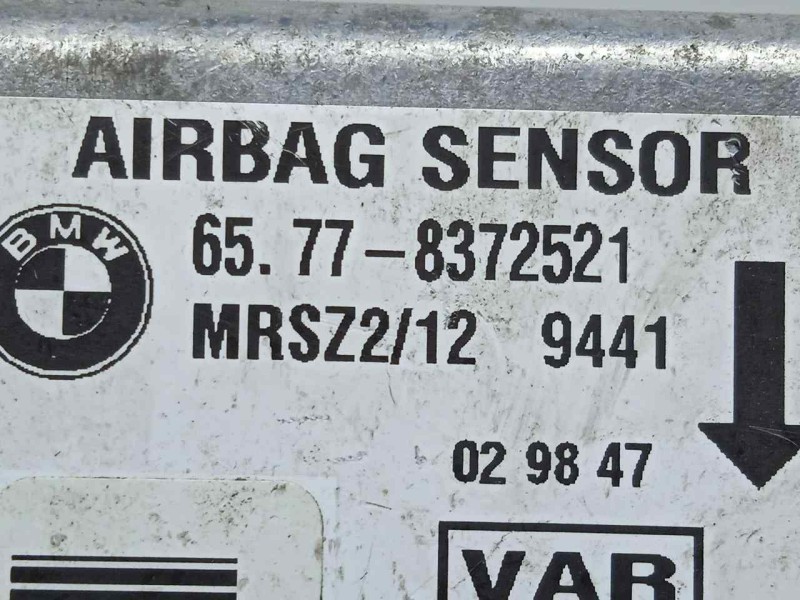 AIRBAG SENSOR
BMW
65.77-8372521
MRSZ2/12 9441
02 98 47
VAR